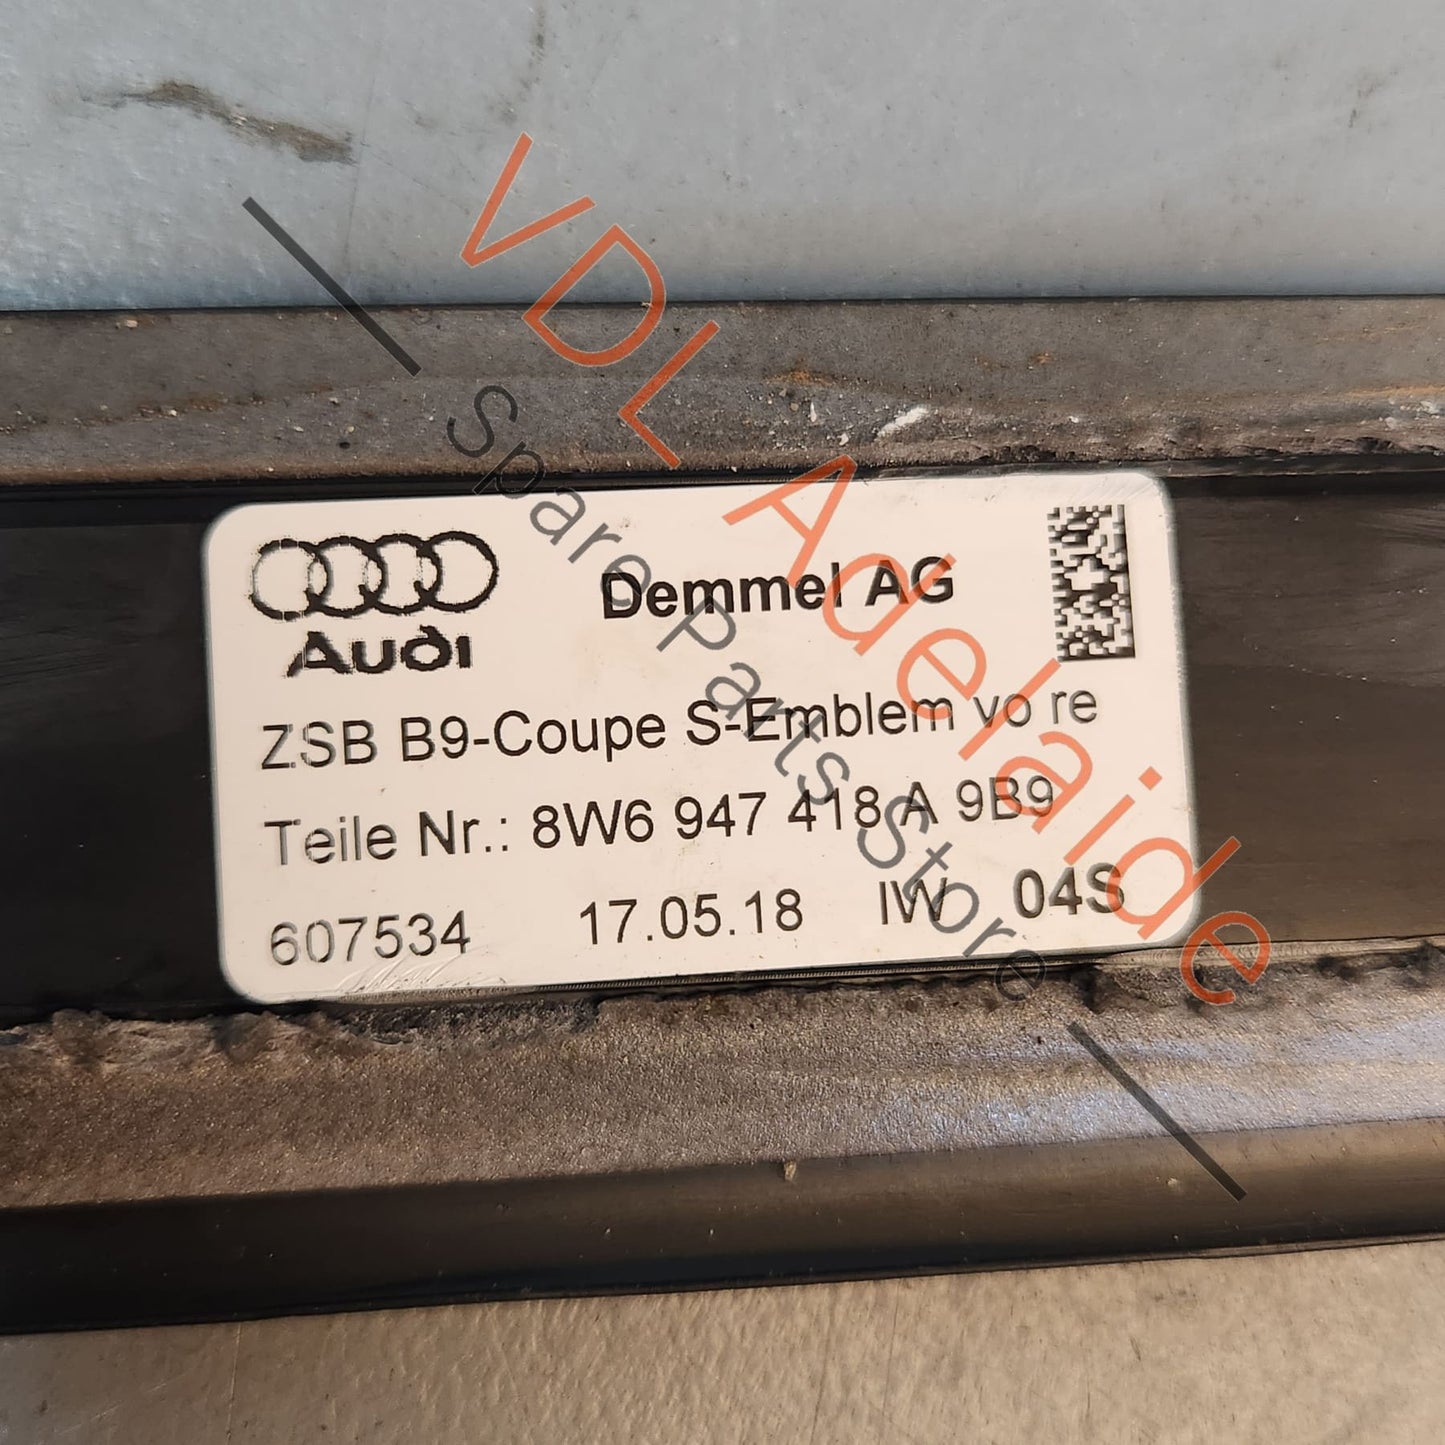 VDL Adelaide
Spare Parts Store
Audi
Demmel AG
ZSB B9-Coupe S-Emblem vo re
Teile Nr.: 8W6 947 418 A 9B9
607534 17.05.18 IW 04S